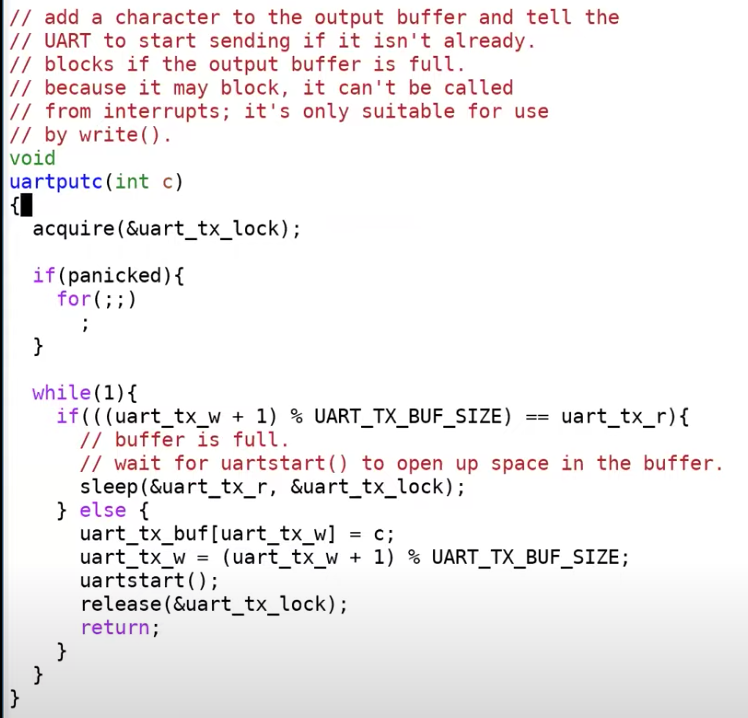 // add a character to the output buffer and tell the
// UART to start sending if it isn't already.
// blocks if the output buffer is full.
// because it may block, it can't be called
// from interrupts; it's only suitable for use
// by write().
void
uartputc(int c)
{
  acquire(&uart_tx_lock);

  if(panicked){
    for(;;)
      ;
  }

  while(1){
    if(((uart_tx_w + 1) % UART_TX_BUF_SIZE) == uart_tx_r){
      // buffer is full.
      // wait for uartstart() to open up space in the buffer.
      sleep(&uart_tx_r, &uart_tx_lock);
    } else {
      uart_tx_buf[uart_tx_w] = c;
      uart_tx_w = (uart_tx_w + 1) % UART_TX_BUF_SIZE;
      uartstart();
      release(&uart_tx_lock);
      return;
    }
  }
}